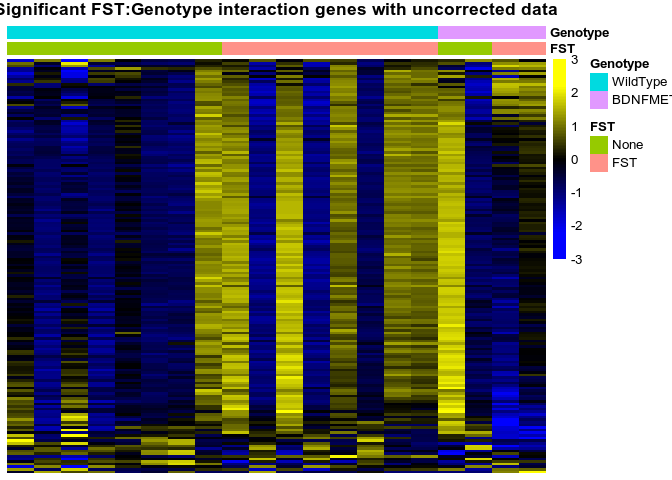 Significant FST:Genotype interaction genes with uncorrected data
Genotype
FST
3
2
1
0
-1
-2
-3
Genotype
WildType
BDNFMET
FST
None
FST